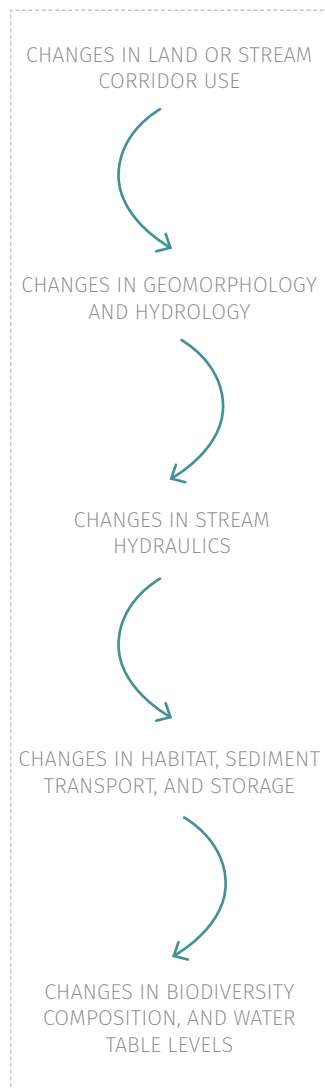 CHANGES IN LAND OR STREAM
CORRIDOR USE
CHANGES IN GEOMORPHOLOGY
AND HYDROLOGY
CHANGES IN STREAM
HYDRAULICS
CHANGES IN HABITAT, SEDIMENT
TRANSPORT, AND STORAGE
CHANGES IN BIODIVERSITY
COMPOSITION, AND WATER
TABLE LEVELS